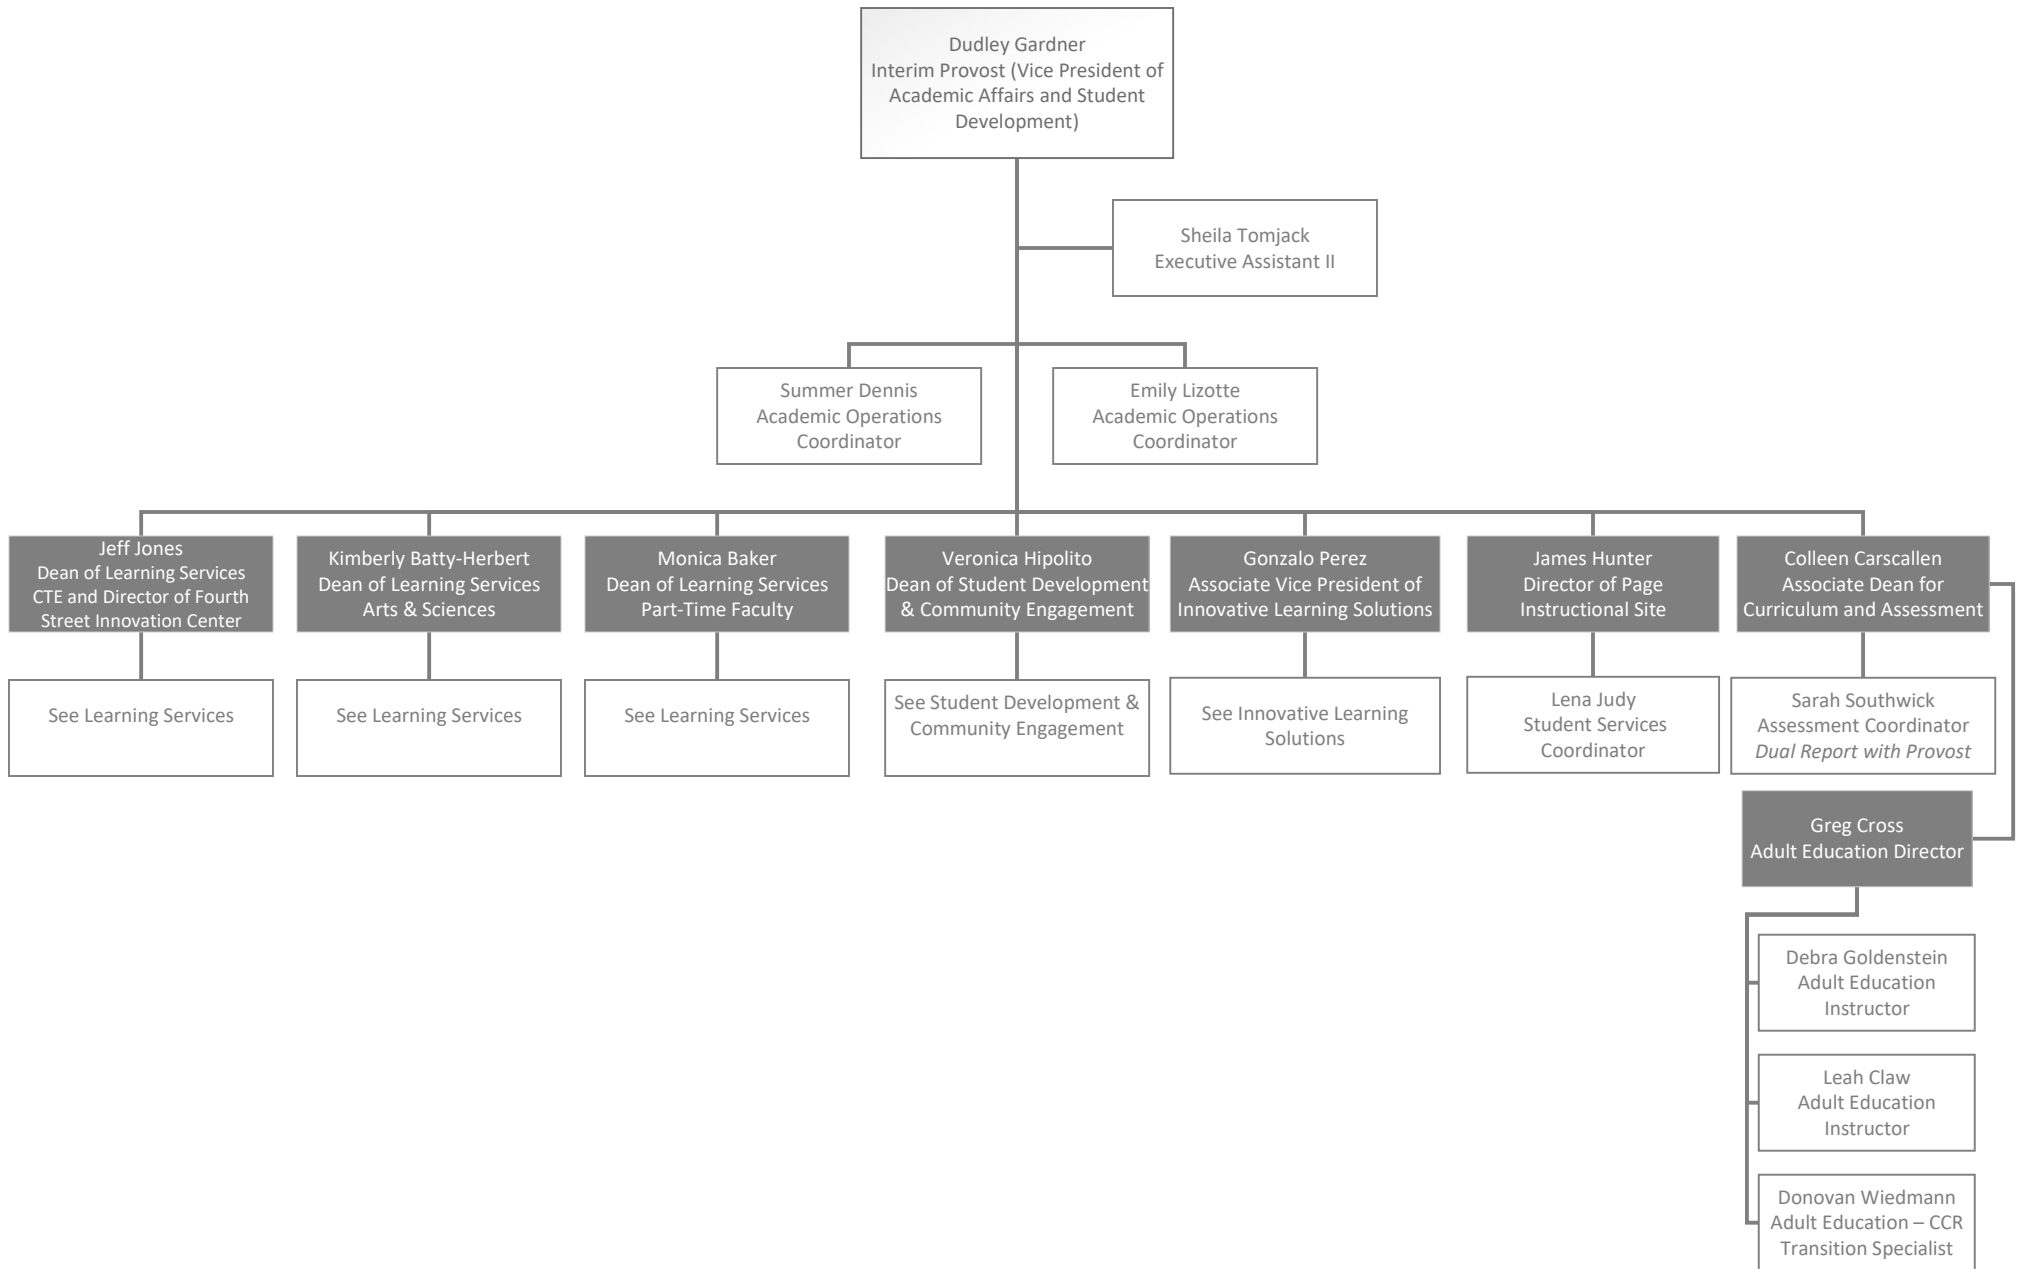 Dudley Gardner
Interim Provost (Vice President of
Academic Affairs and Student
Development)
Sheila Tomjack
Executive Assistant II
Summer Dennis
Academic Operations
Coordinator
Emily Lizotte
Academic Operations
Coordinator
Jeff Jones
Dean of Learning Services
CTE and Director of Fourth
Street Innovation Center
Kimberly Batty-Herbert
Dean of Learning Services
Arts & Sciences
Monica Baker
Dean of Learning Services
Part-Time Faculty
Veronica Hipolito
Dean of Student Development
& Community Engagement
Gonzalo Perez
Associate Vice President of
Innovative Learning Solutions
James Hunter
Director of Page
Instructional Site
Colleen Carscallen
Associate Dean for
Curriculum and Assessment
See Learning Services
See Learning Services
See Learning Services
See Student Development &
Community Engagement
See Innovative Learning
Solutions
Lena Judy
Student Services
Coordinator
Sarah Southwick
Assessment Coordinator
Dual Report with Provost
Greg Cross
Adult Education Director
Debra Goldenstein
Adult Education
Instructor
Leah Claw
Adult Education
Instructor
Donovan Wiedmann
Adult Education – CCR
Transition Specialist